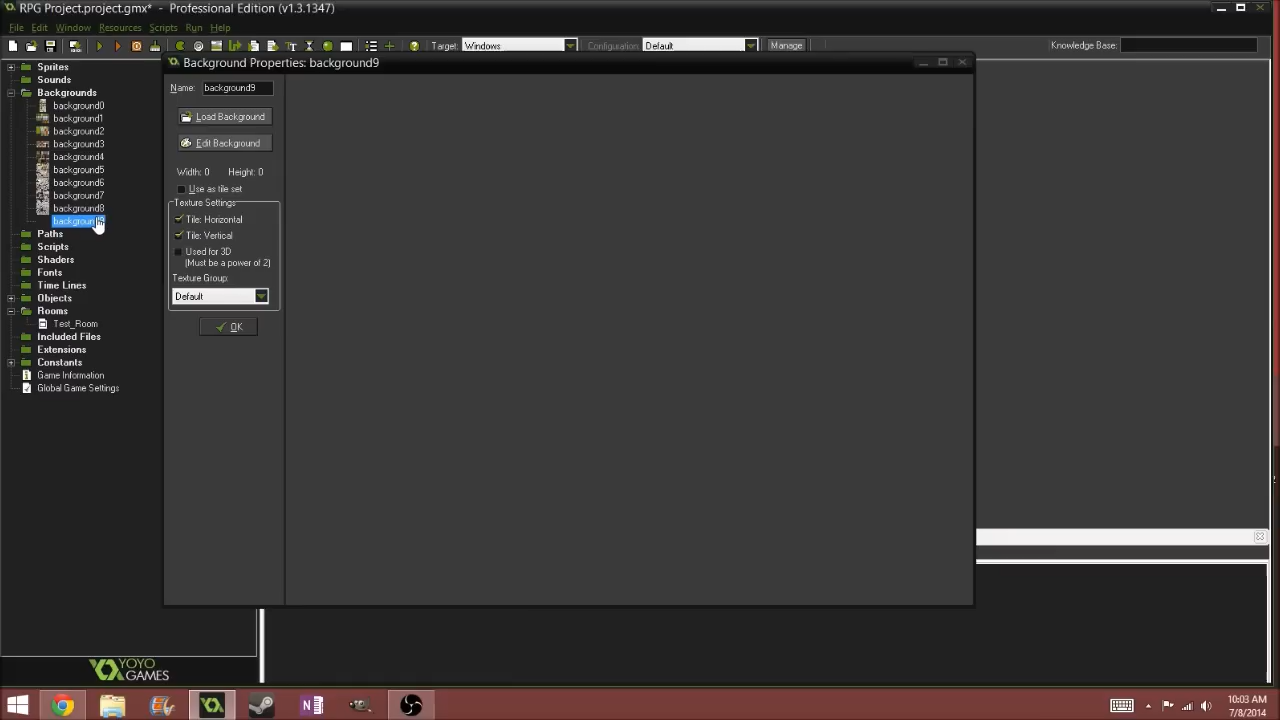 RPG Project.project.gmx* - Professional Edition (v1.3.1347)
File Edit Window Resources Scripts Run Help
Target: Windows Configuration: Default Manage Knowledge Base:
Background Properties: background9
Sprites
Sounds
Backgrounds
background0
background1
background2
background3
background4
background5
background6
background7
background8
Paths
Scripts
Shaders
Fonts
Time Lines
Objects
Rooms
Test_Room
Included Files
Extensions
Constants
Game Information
Global Game Settings
Name: background9
Load Background
Edit Background
Width: 0 Height: 0
Use as tile set
Texture Settings
Tile: Horizontal
Tile: Vertical
Used for 3D
(Must be a power of 2)
Texture Group:
Default
OK
YOYO
GAMES
10:03 AM
7/8/2014